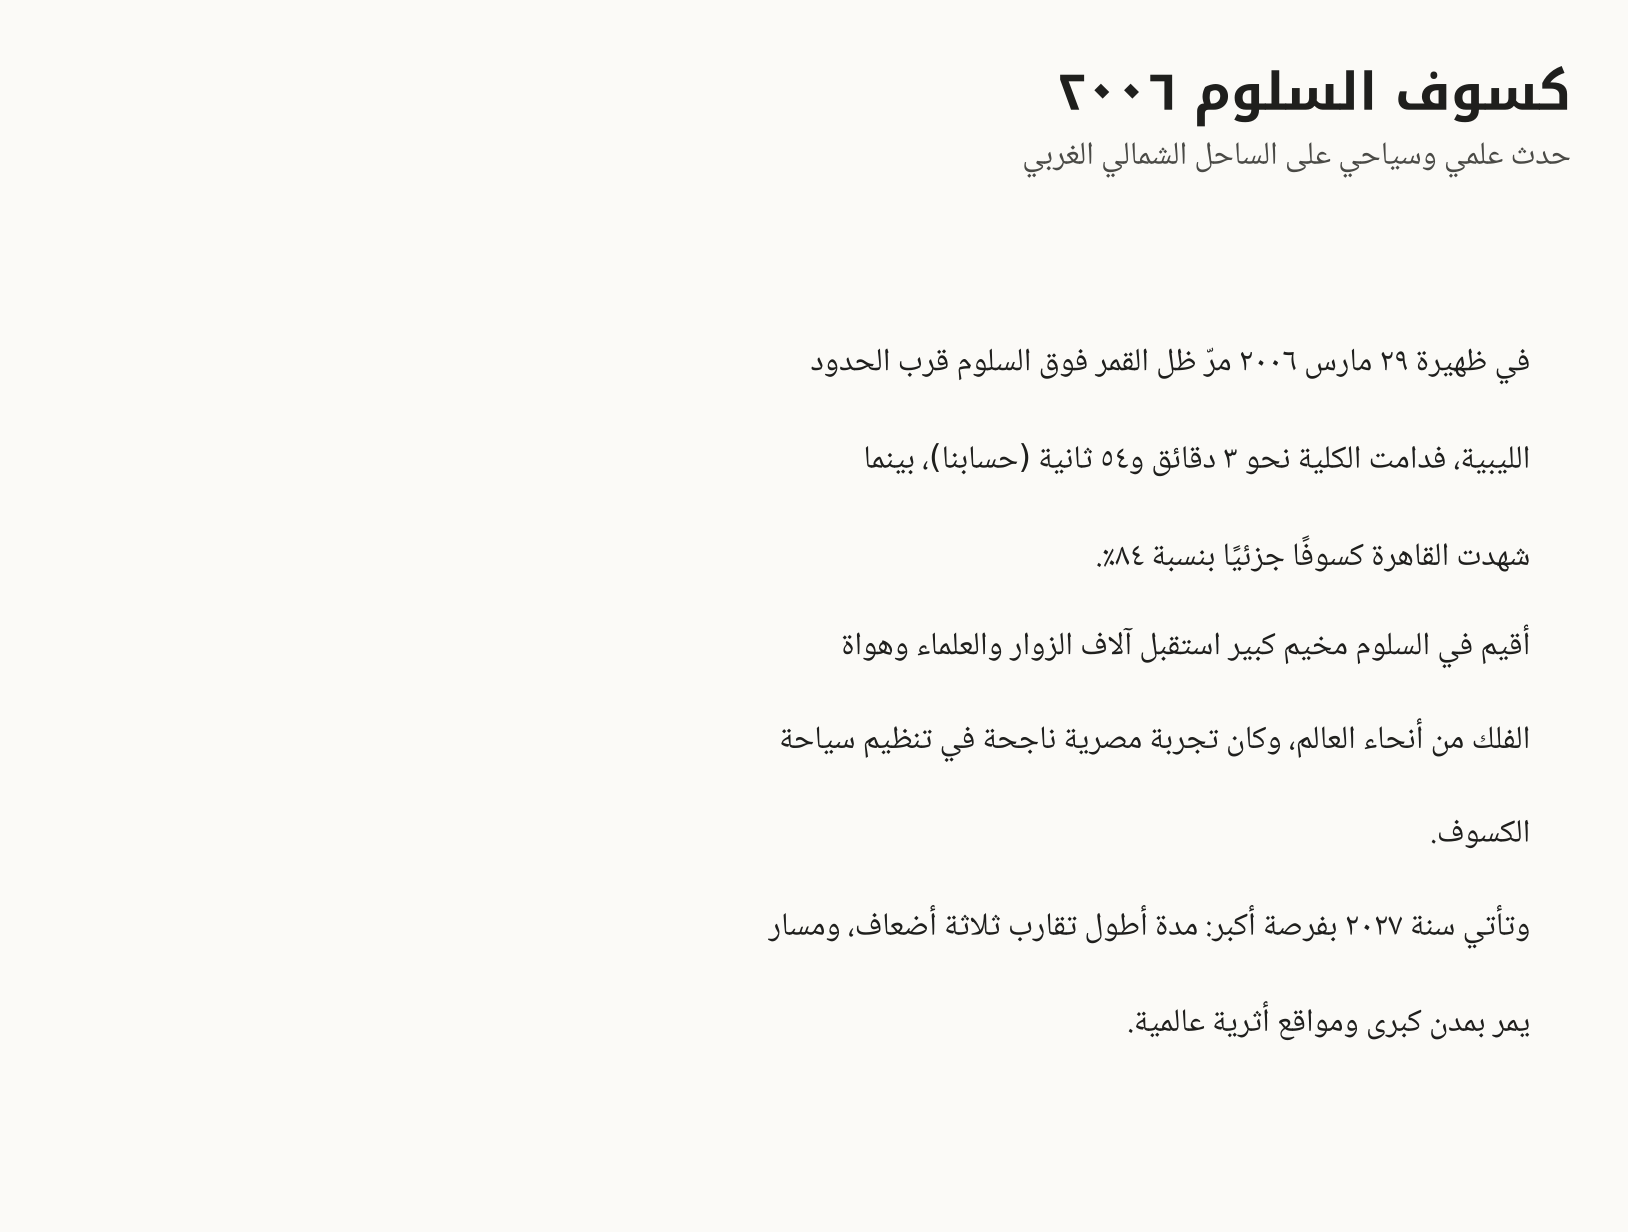 كسوف السلوم ٢٠٠٦
حدث علمي وسياحي على الساحل الشمالي الغربي
في ظهيرة ٢٩ مارس ٢٠٠٦ مرّ ظل القمر فوق السلوم قرب الحدود
الليبية، فدامت الكلية نحو ٣ دقائق و٥٤ ثانية (حسابنا)، بينما
شهدت القاهرة كسوفًا جزئيًا بنسبة ٨٤٪.
أقيم في السلوم مخيم كبير استقبل آلاف الزوار والعلماء وهواة
الفلك من أنحاء العالم، وكان تجربة مصرية ناجحة في تنظيم سياحة
الكسوف.
وتأتي سنة ٢٠٢٧ بفرصة أكبر: مدة أطول تقارب ثلاثة أضعاف، ومسار
يمر بمدن كبرى ومواقع أثرية عالمية.